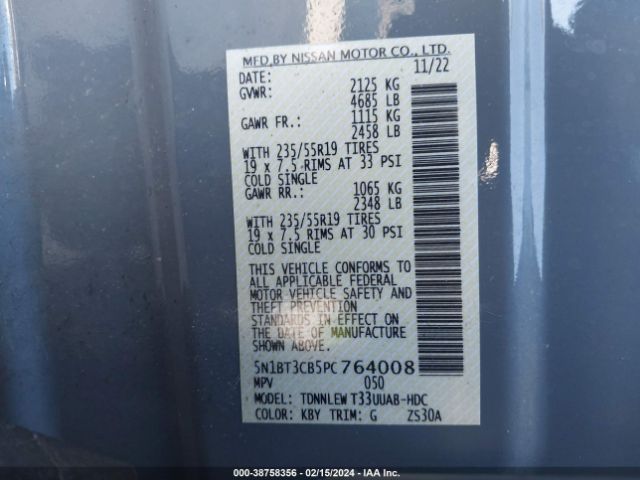 MFD.BY NISSAN MOTOR CO., LTD.
DATE: 11/22
GVWR: 2125 KG
4685 LB
GAWR FR.: 1115 KG
2458 LB
WITH 235/55R19 TIRES
19 x 7.5 RIMS AT 33 PSI
COLD SINGLE
GAWR RR.: 1065 KG
2348 LB
WITH 235/55R19 TIRES
19 x 7.5 RIMS AT 30 PSI
COLD SINGLE
THIS VEHICLE CONFORMS TO
ALL APPLICABLE FEDERAL
MOTOR VEHICLE SAFETY AND
THEFT PREVENTION
STANDARDS IN EFFECT ON
THE DATE OF MANUFACTURE
SHOWN ABOVE.
5N1BT3CB5PC764008
MPV 050
MODEL: TDNNLEW T33UUAB-HDC
COLOR: KBY TRIM: G ZS30A
000-38758356 - 02/15/2024 - IAA Inc.